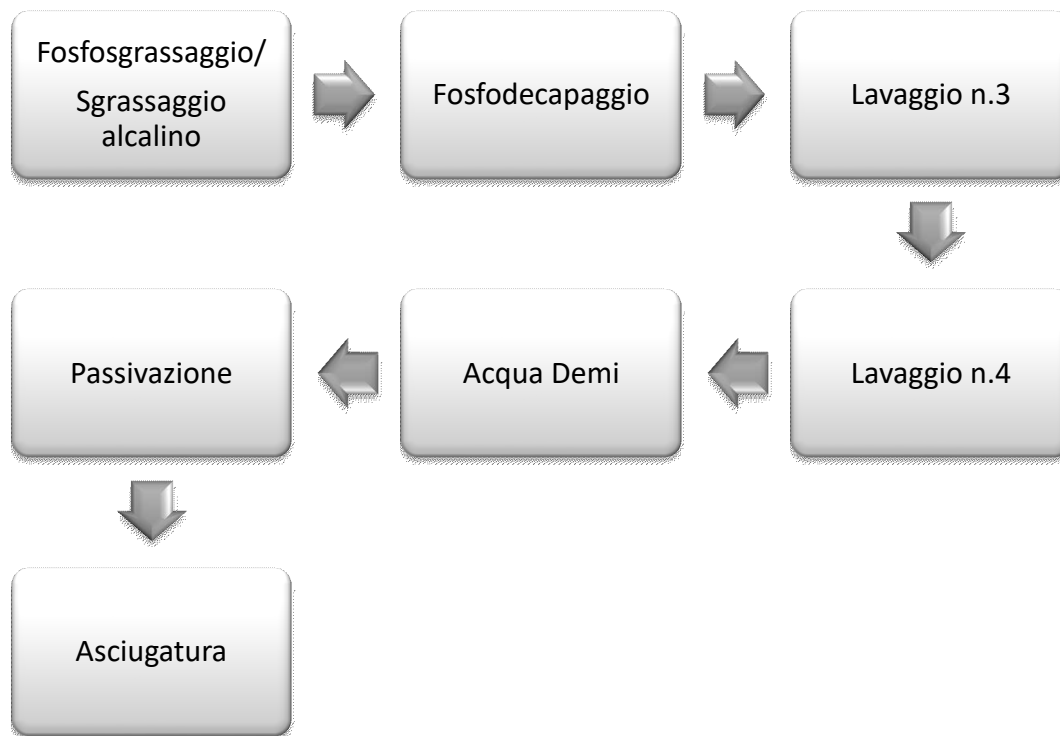 Fosfosgrassaggio/
Sgrassaggio
alcalino
Fosfodecapaggio
Lavaggio n.3
Lavaggio n.4
Acqua Demi
Passivazione
Asciugatura